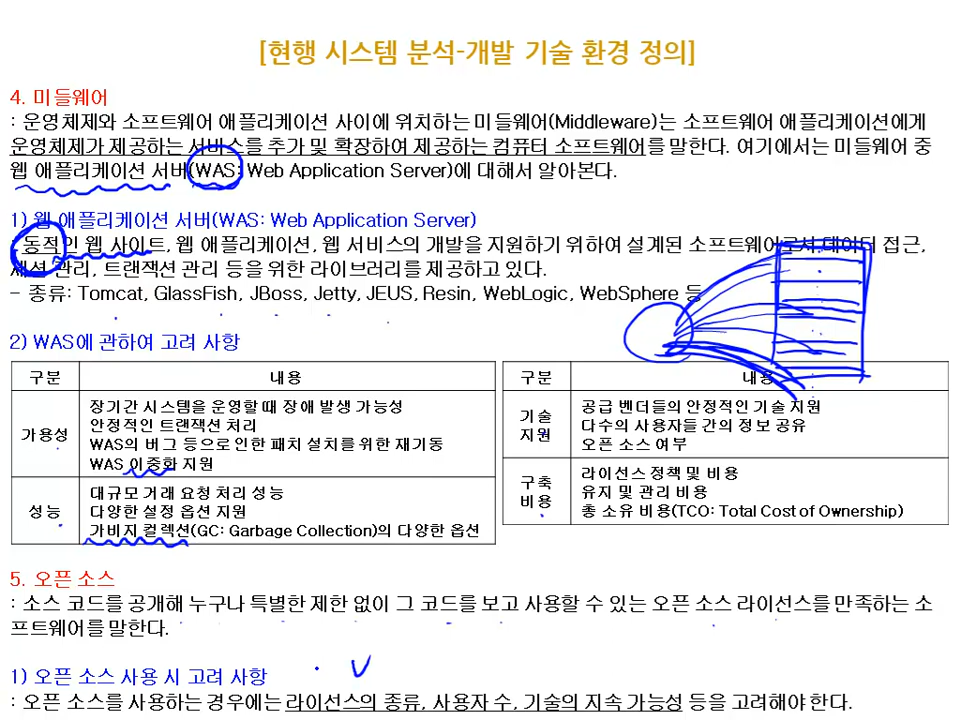 [현행 시스템 분석-개발 기술 환경 정의]
4. 미들웨어
: 운영체제와 소프트웨어 애플리케이션 사이에 위치하는 미들웨어(Middleware)는 소프트웨어 애플리케이션에게
운영체제가 제공하는 서비스를 추가 및 확장하여 제공하는 컴퓨터 소프트웨어를 말한다. 여기에서는 미들웨어 중
웹 애플리케이션 서버(WAS: Web Application Server)에 대해서 알아본다.
1) 웹 애플리케이션 서버(WAS: Web Application Server)
: 동적인 웹 사이트, 웹 애플리케이션, 웹 서비스의 개발을 지원하기 위하여 설계된 소프트웨어로서 데이터 접근,
세션 관리, 트랜잭션 관리 등을 위한 라이브러리를 제공하고 있다.
- 종류: Tomcat, GlassFish, JBoss, Jetty, JEUS, Resin, WebLogic, WebSphere 등
2) WAS에 관하여 고려 사항
구분 내용
가용성
장기간 시스템을 운영할 때 장애 발생 가능성
안정적인 트랜잭션 처리
WAS의 버그 등으로 인한 패치 설치를 위한 재기동
WAS 이중화 지원
성능
대규모 거래 요청 처리 성능
다양한 설정 옵션 지원
가비지 컬렉션(GC: Garbage Collection)의 다양한 옵션
구분 내용
기술
지원
공급 벤더들의 안정적인 기술 지원
다수의 사용자들 간의 정보 공유
오픈 소스 여부
구축
비용
라이선스 정책 및 비용
유지 및 관리 비용
총 소유 비용(TCO: Total Cost of Ownership)
5. 오픈 소스
: 소스 코드를 공개해 누구나 특별한 제한 없이 그 코드를 보고 사용할 수 있는 오픈 소스 라이선스를 만족하는 소
프트웨어를 말한다.
1) 오픈 소스 사용 시 고려 사항
: 오픈 소스를 사용하는 경우에는 라이선스의 종류, 사용자 수, 기술의 지속 가능성 등을 고려해야 한다.